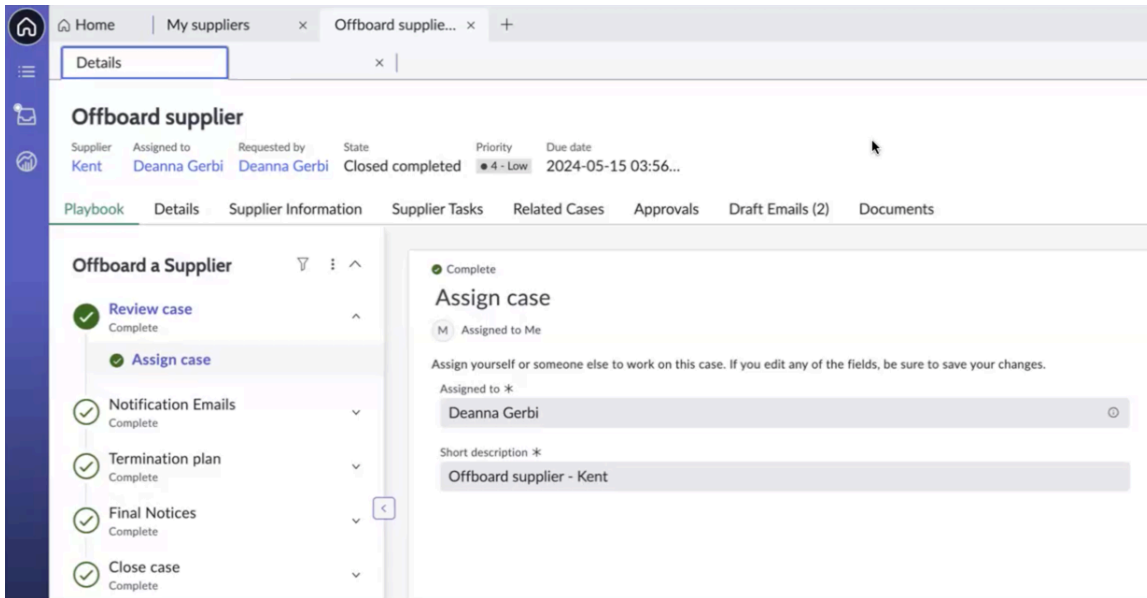 Home
My suppliers
Offboard supplie...
Details
Offboard supplier
Supplier Assigned to Requested by State Priority Due date
Kent Deanna Gerbi Deanna Gerbi Closed completed 4 - Low 2024-05-15 03:56...
Playbook Details Supplier Information Supplier Tasks Related Cases Approvals Draft Emails (2) Documents
Offboard a Supplier
Review case
Complete
Assign case
Notification Emails
Complete
Termination plan
Complete
Final Notices
Complete
Close case
Complete
Complete
Assign case
M Assigned to Me
Assign yourself or someone else to work on this case. If you edit any of the fields, be sure to save your changes.
Assigned to *
Deanna Gerbi
Short description *
Offboard supplier - Kent